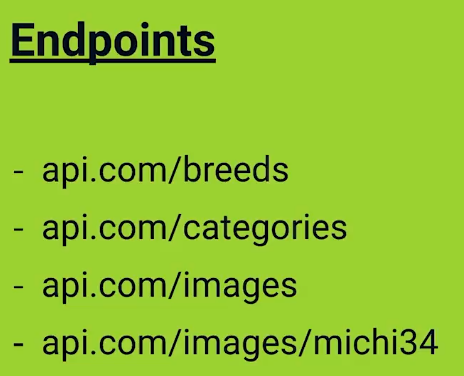 Endpoints
- api.com/breeds
- api.com/categories
- api.com/images
- api.com/images/michi34